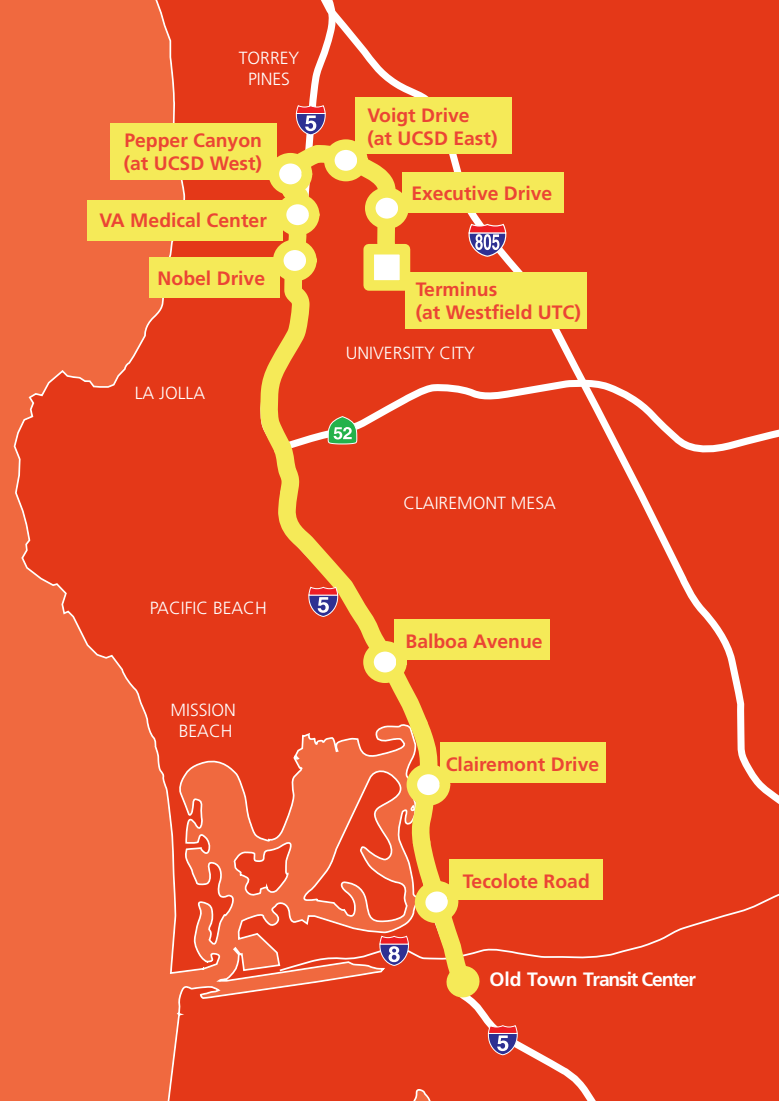 TORREY
PINES
5
Voigt Drive
(at UCSD East)
Pepper Canyon
(at UCSD West)
Executive Drive
VA Medical Center
805
Nobel Drive
Terminus
(at Westfield UTC)
UNIVERSITY CITY
LA JOLLA
52
CLAIREMONT MESA
5
PACIFIC BEACH
Balboa Avenue
MISSION
BEACH
Clairemont Drive
Tecolote Road
8
Old Town Transit Center
5